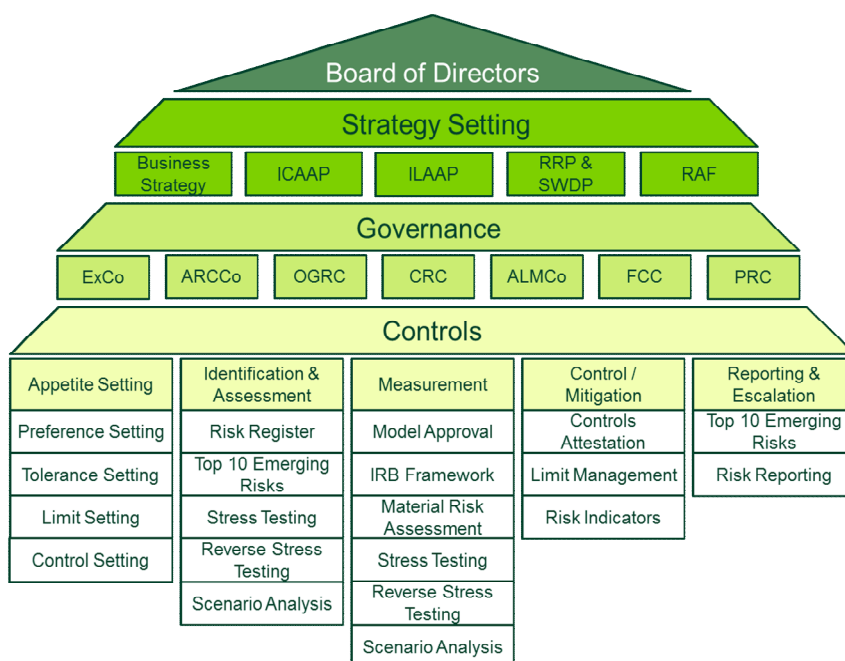 Board of Directors
Strategy Setting
Business
Strategy
ICAAP
ILAAP
RRP &
SWDP
RAF
Governance
ExCo
ARCCo
OGRC
CRC
ALMCo
FCC
PRC
Controls
Appetite Setting
Preference Setting
Tolerance Setting
Limit Setting
Control Setting
Identification &
Assessment
Risk Register
Top 10 Emerging
Risks
Stress Testing
Reverse Stress
Testing
Scenario Analysis
Measurement
Model Approval
IRB Framework
Material Risk
Assessment
Stress Testing
Reverse Stress
Testing
Scenario Analysis
Control /
Mitigation
Controls
Attestation
Limit Management
Risk Indicators
Reporting &
Escalation
Top 10 Emerging
Risks
Risk Reporting